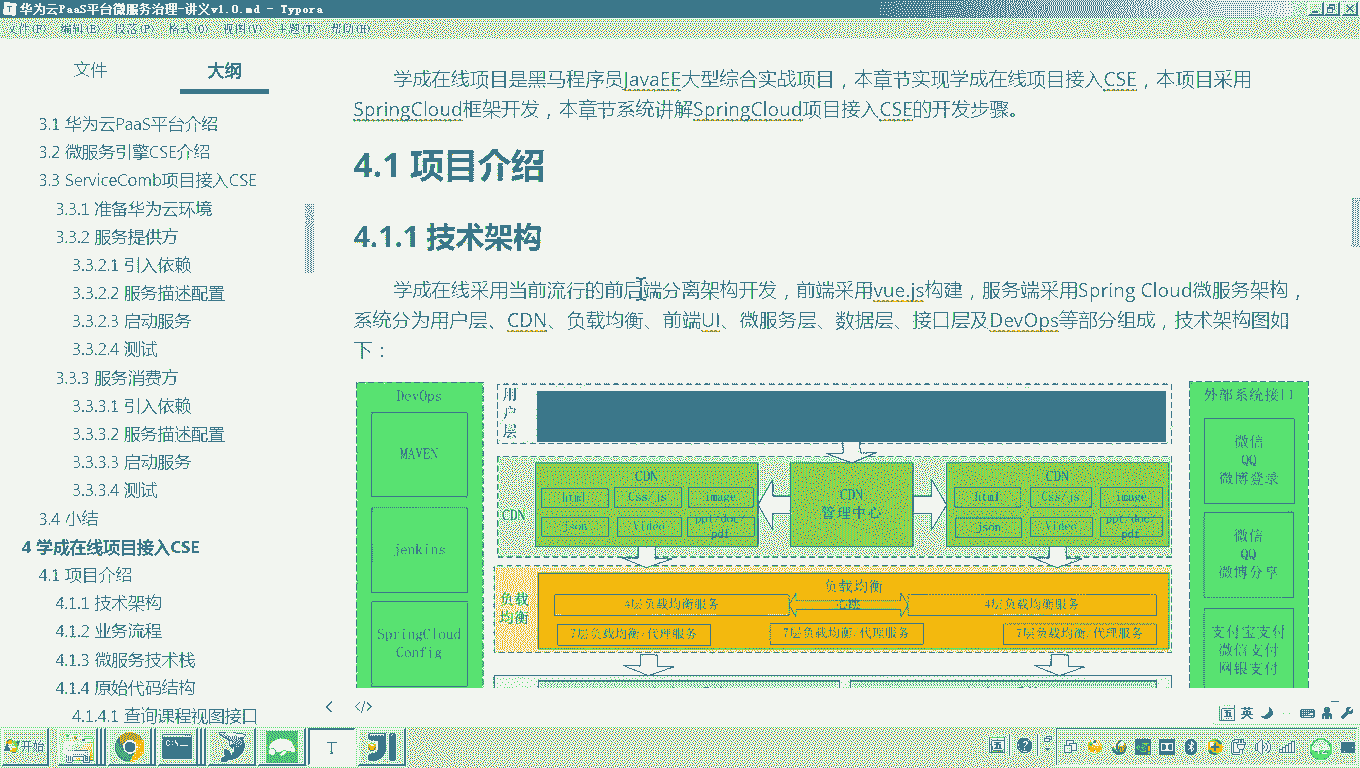 华为云PaaS平台微服务治理-讲义v1.0.md - Typora
文件(F) 编辑(E) 段落(P) 格式(O) 视图(V) 主题(T) 帮助(H)
文件 大纲
3.1 华为云PaaS平台介绍
3.2 微服务引擎CSE介绍
3.3 ServiceComb项目接入CSE
3.3.1 准备华为云环境
3.3.2 服务提供方
3.3.2.1 引入依赖
3.3.2.2 服务描述配置
3.3.2.3 启动服务
3.3.2.4 测试
3.3.3 服务消费方
3.3.3.1 引入依赖
3.3.3.2 服务描述配置
3.3.3.3 启动服务
3.3.3.4 测试
3.4 小结
4 学成在线项目接入CSE
4.1 项目介绍
4.1.1 技术架构
4.1.2 业务流程
4.1.3 微服务技术栈
4.1.4 原始代码结构
4.1.4.1 查询课程视图接口
学成在线项目是黑马程序员JavaEE大型综合实战项目，本章节实现学成在线项目接入CSE，本项目采用
SpringCloud框架开发，本章节系统讲解SpringCloud项目接入CSE的开发步骤。
4.1 项目介绍
4.1.1 技术架构
学成在线采用当前流行的前后端分离架构开发，前端采用vue.js构建，服务端采用Spring Cloud微服务架构，
系统分为用户层、CDN、负载均衡、前端UI、微服务层、数据层、接口层及DevOps等部分组成，技术架构图如
下：
DevOps
MAVEN
jenkins
SpringCloud
Config
用
户
层
CDN
CDN
html Css/js image
json Video ppt/doc/
pdf
CDN
管理中心
CDN
html Css/js image
json Video ppt/doc/
pdf
负载
均衡
负载均衡
4层负载均衡服务 心跳 4层负载均衡服务
7层负载均衡/代理服务 7层负载均衡/代理服务 7层负载均衡/代理服务
外部系统接口
微信
QQ
微博登录
微信
QQ
微博分享
支付宝支付
微信支付
网银支付
</>
英
开始
C:\
T
JI